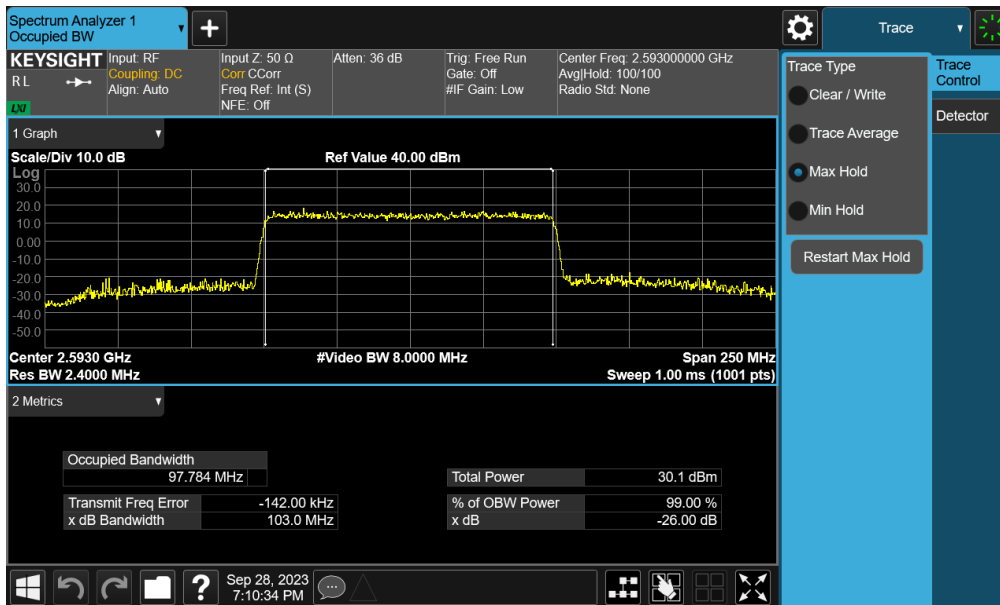 Spectrum Analyzer 1
Occupied BW
+
Trace
KEYSIGHT
R L
LXI
Input: RF
Coupling: DC
Align: Auto
Input Z: 50 Ω
Corr CCorr
Freq Ref: Int (S)
NFE: Off
Atten: 36 dB
Trig: Free Run
Gate: Off
#IF Gain: Low
Center Freq: 2.593000000 GHz
Avg|Hold: 100/100
Radio Std: None
1 Graph
Scale/Div 10.0 dB
Ref Value 40.00 dBm
Log
30.0
20.0
10.0
0.00
-10.0
-20.0
-30.0
-40.0
-50.0
Center 2.5930 GHz
#Video BW 8.0000 MHz
Span 250 MHz
Res BW 2.4000 MHz
Sweep 1.00 ms (1001 pts)
2 Metrics
Occupied Bandwidth
97.784 MHz
Transmit Freq Error -142.00 kHz
x dB Bandwidth 103.0 MHz
Total Power 30.1 dBm
% of OBW Power 99.00 %
x dB -26.00 dB
?
Sep 28, 2023
7:10:34 PM
Trace Type
Clear / Write
Trace Average
Max Hold
Min Hold
Restart Max Hold
Trace
Control
Detector